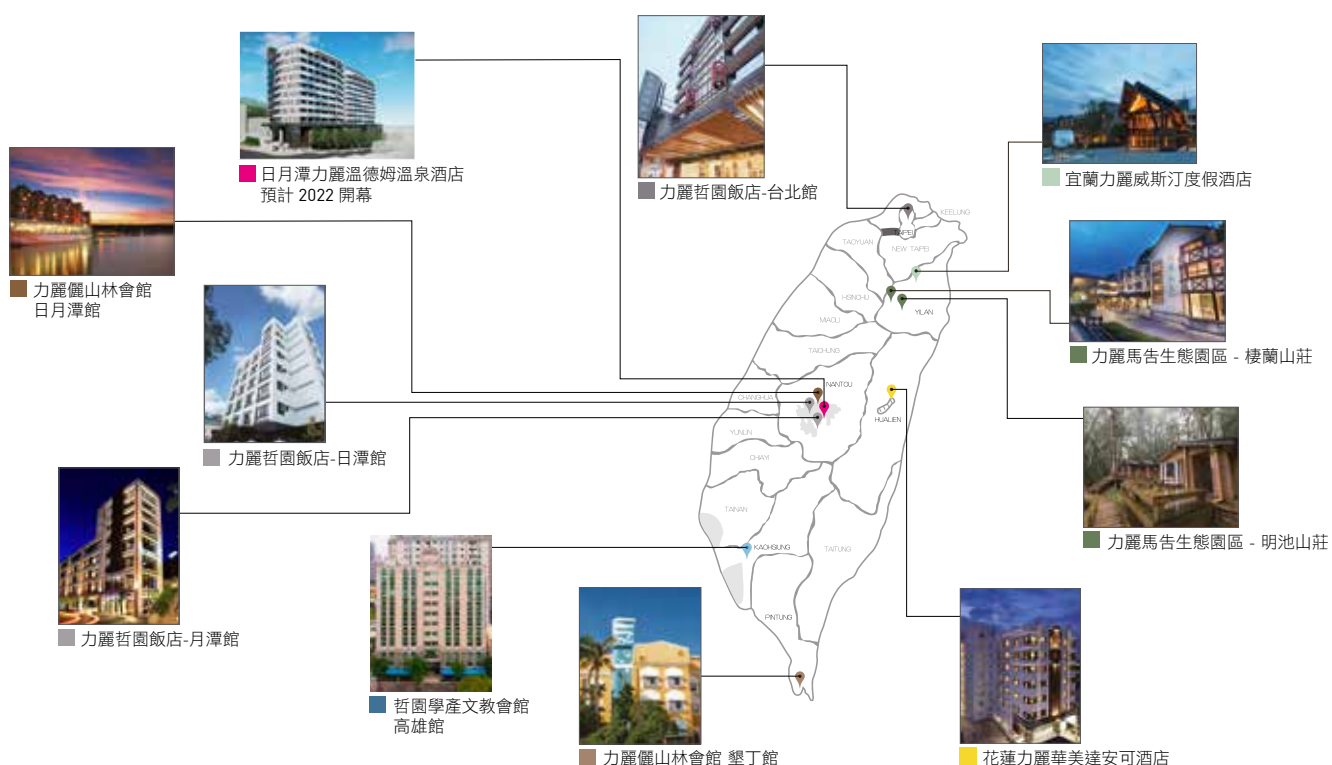 日月潭力麗溫德姆溫泉酒店
預計 2022 開幕
力麗哲園飯店-台北館
宜蘭力麗威斯汀度假酒店
力麗儷山林會館
日月潭館
力麗馬告生態園區 - 棲蘭山莊
力麗哲園飯店-日潭館
力麗馬告生態園區 - 明池山莊
力麗哲園飯店-月潭館
哲園學產文教會館
高雄館
力麗儷山林會館 墾丁館
花蓮力麗華美達安可酒店
KEELUNG
TAIPEI
TAOYUAN
NEW TAIPEI
HSINCHU
YILAN
MIAOLI
TAICHUNG
NANTOU
CHANGHUA
HUALIEN
YUNLIN
CHIAYI
TAINAN
KAOHSIUNG
TAITUNG
PINTUNG